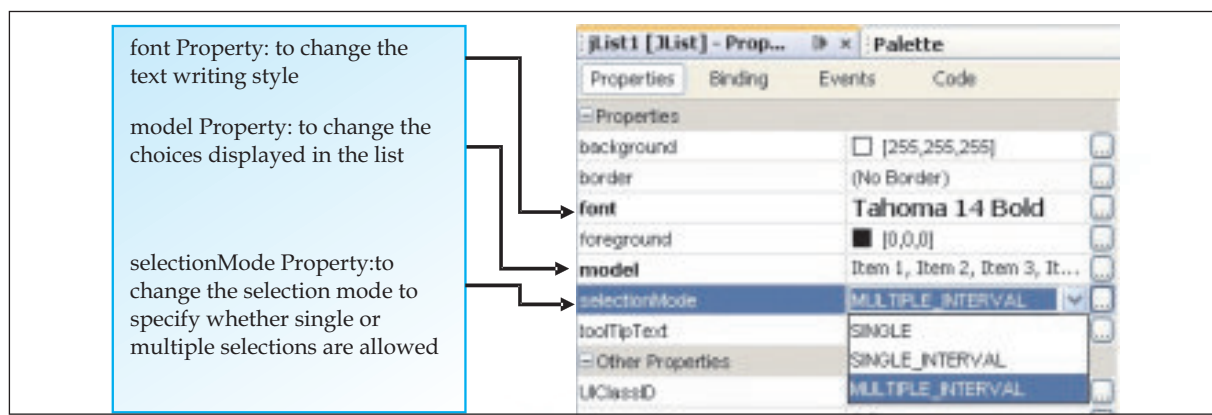 font Property: to change the
text writing style
model Property: to change the
choices displayed in the list
selectionMode Property:to
change the selection mode to
specify whether single or
multiple selections are allowed
jList1 [JList] - Prop...
Palette
Properties Binding Events Code
Properties
background [255,255,255] ...
border (No Border) ...
font Tahoma 14 Bold ...
foreground [0,0,0] ...
model Item 1, Item 2, Item 3, It... ...
selectionMode MULTIPLE_INTERVAL ...
toolTipText ...
SINGLE
SINGLE_INTERVAL
MULTIPLE_INTERVAL
Other Properties
UIClassID ...